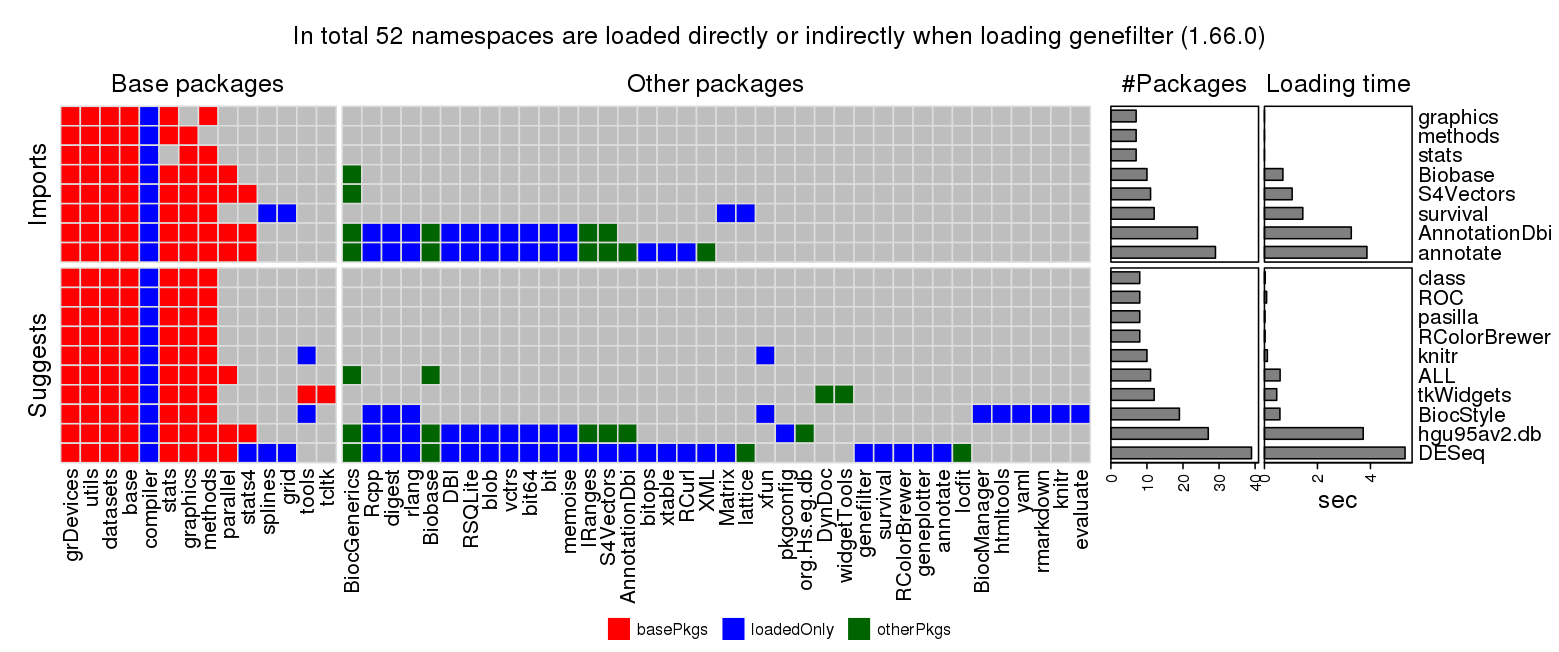 In total 52 namespaces are loaded directly or indirectly when loading genefilter (1.66.0)
Base packages
Other packages
#Packages
Loading time
Imports
graphics
methods
stats
Biobase
S4Vectors
survival
AnnotationDbi
annotate
Suggests
class
ROC
pasilla
RColorBrewer
knitr
ALL
tkWidgets
BiocStyle
hgu95av2.db
DESeq
grDevices
utils
datasets
base
compiler
stats
graphics
methods
parallel
stats4
splines
grid
tools
tcltk
BiocGenerics
Rcpp
digest
rlang
Biobase
DBI
RSQLite
blob
vctrs
bit64
bit
memoise
IRanges
S4Vectors
AnnotationDbi
bitops
xtable
RCurl
XML
Matrix
lattice
xfun
pkgconfig
org.Hs.eg.db
DynDoc
widgetTools
genefilter
survival
RColorBrewer
geneplotter
annotate
locfit
BiocManager
htmltools
yaml
rmarkdown
knitr
evaluate
0 10 20 30 40
0 2 4
sec
basePkgs loadedOnly otherPkgs